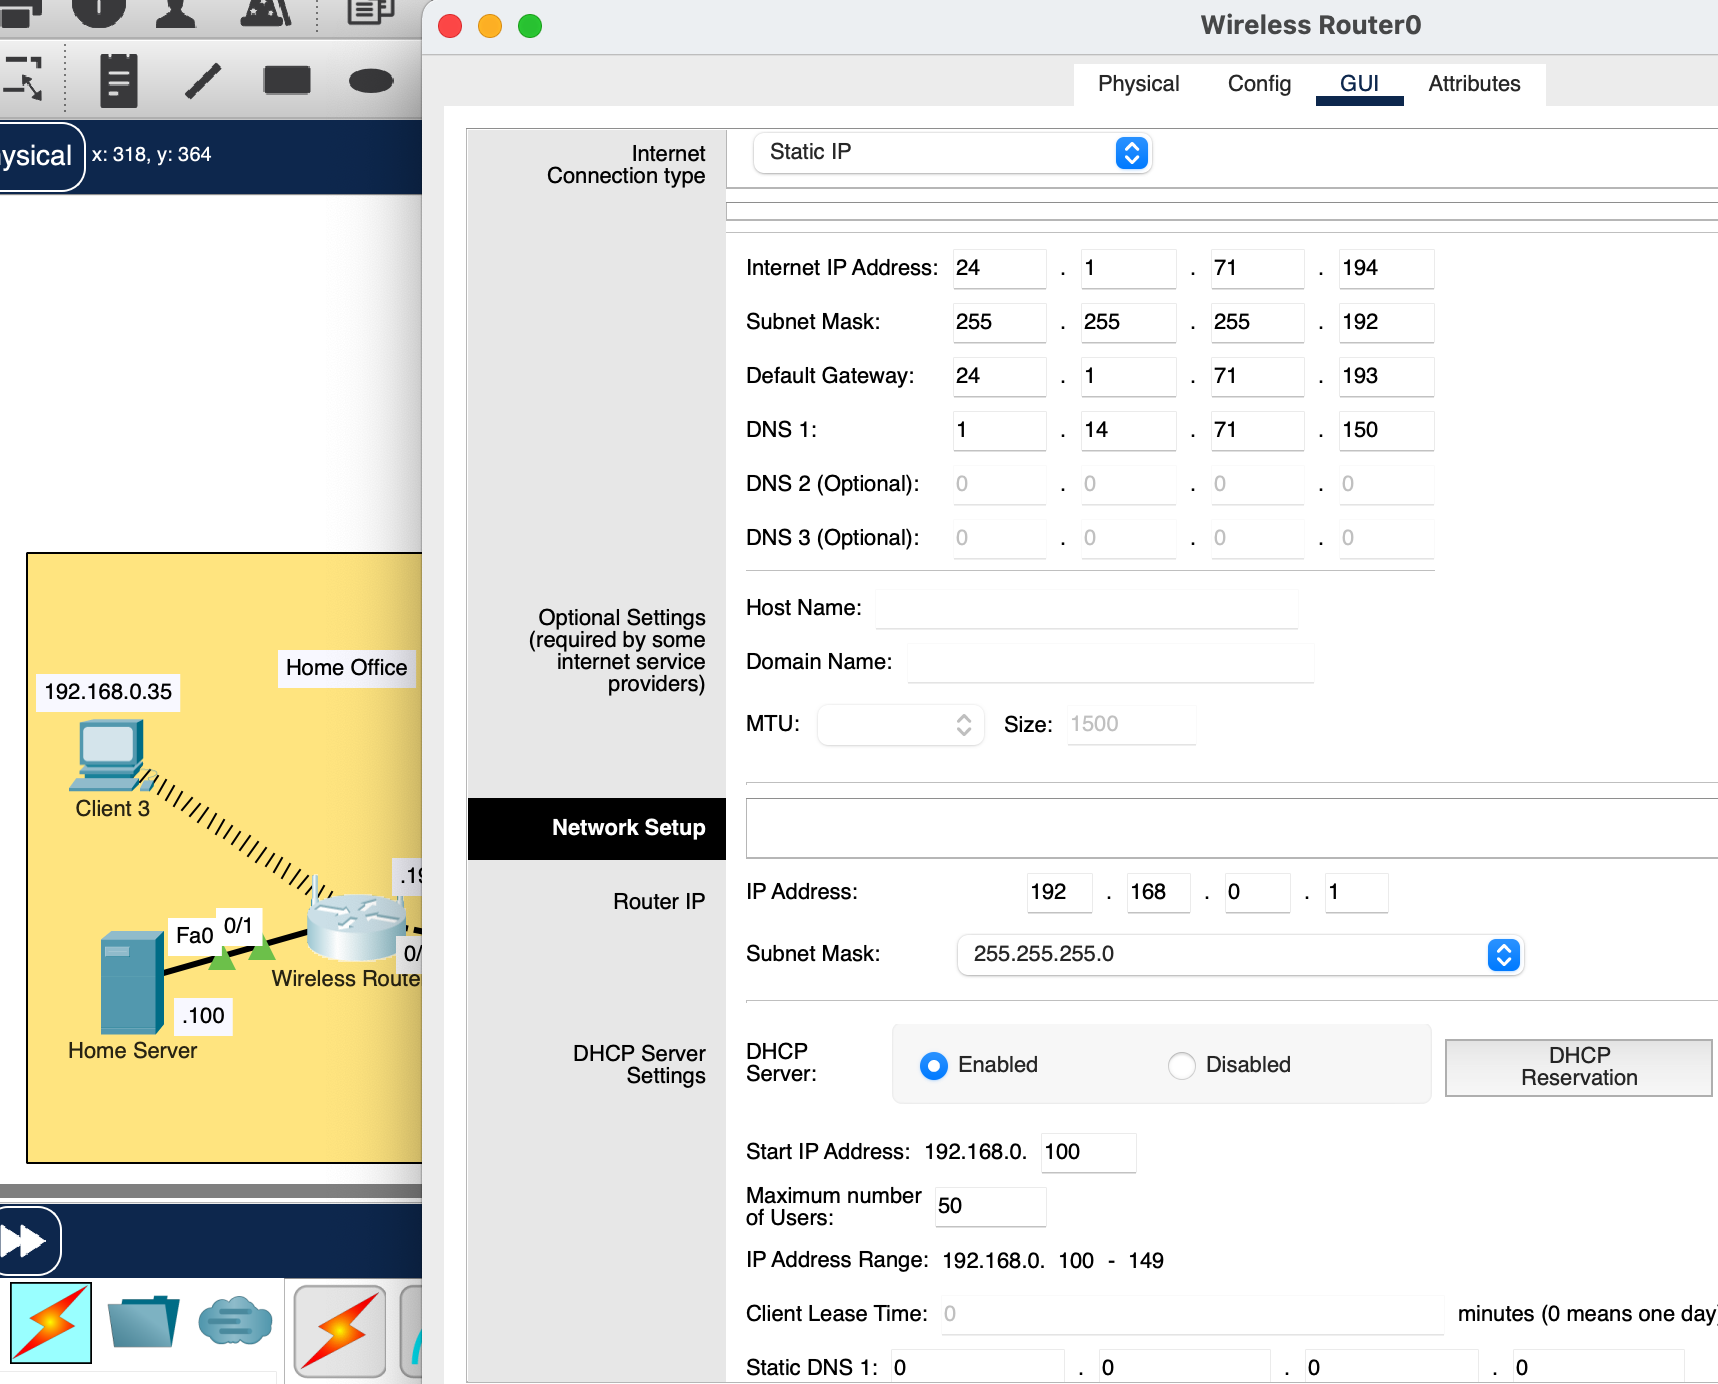 Wireless Router0
Physical Config GUI Attributes
x: 318, y: 364
Internet
Connection type
Static IP
Internet IP Address: 24 . 1 . 71 . 194
Subnet Mask: 255 . 255 . 255 . 192
Default Gateway: 24 . 1 . 71 . 193
DNS 1: 1 . 14 . 71 . 150
DNS 2 (Optional): 0 . 0 . 0 . 0
DNS 3 (Optional): 0 . 0 . 0 . 0
Optional Settings
(required by some
internet service
providers)
Host Name:
Domain Name:
MTU: Size: 1500
Network Setup
Router IP
IP Address: 192 . 168 . 0 . 1
Subnet Mask: 255.255.255.0
DHCP Server
Settings
DHCP
Server:
Enabled Disabled
DHCP
Reservation
Start IP Address: 192.168.0. 100
Maximum number
of Users: 50
IP Address Range: 192.168.0. 100 - 149
Client Lease Time: 0 minutes (0 means one day)
Static DNS 1: 0 . 0 . 0 . 0
Home Office
192.168.0.35
Client 3
Fa0 0/1
Wireless Route
.100
Home Server